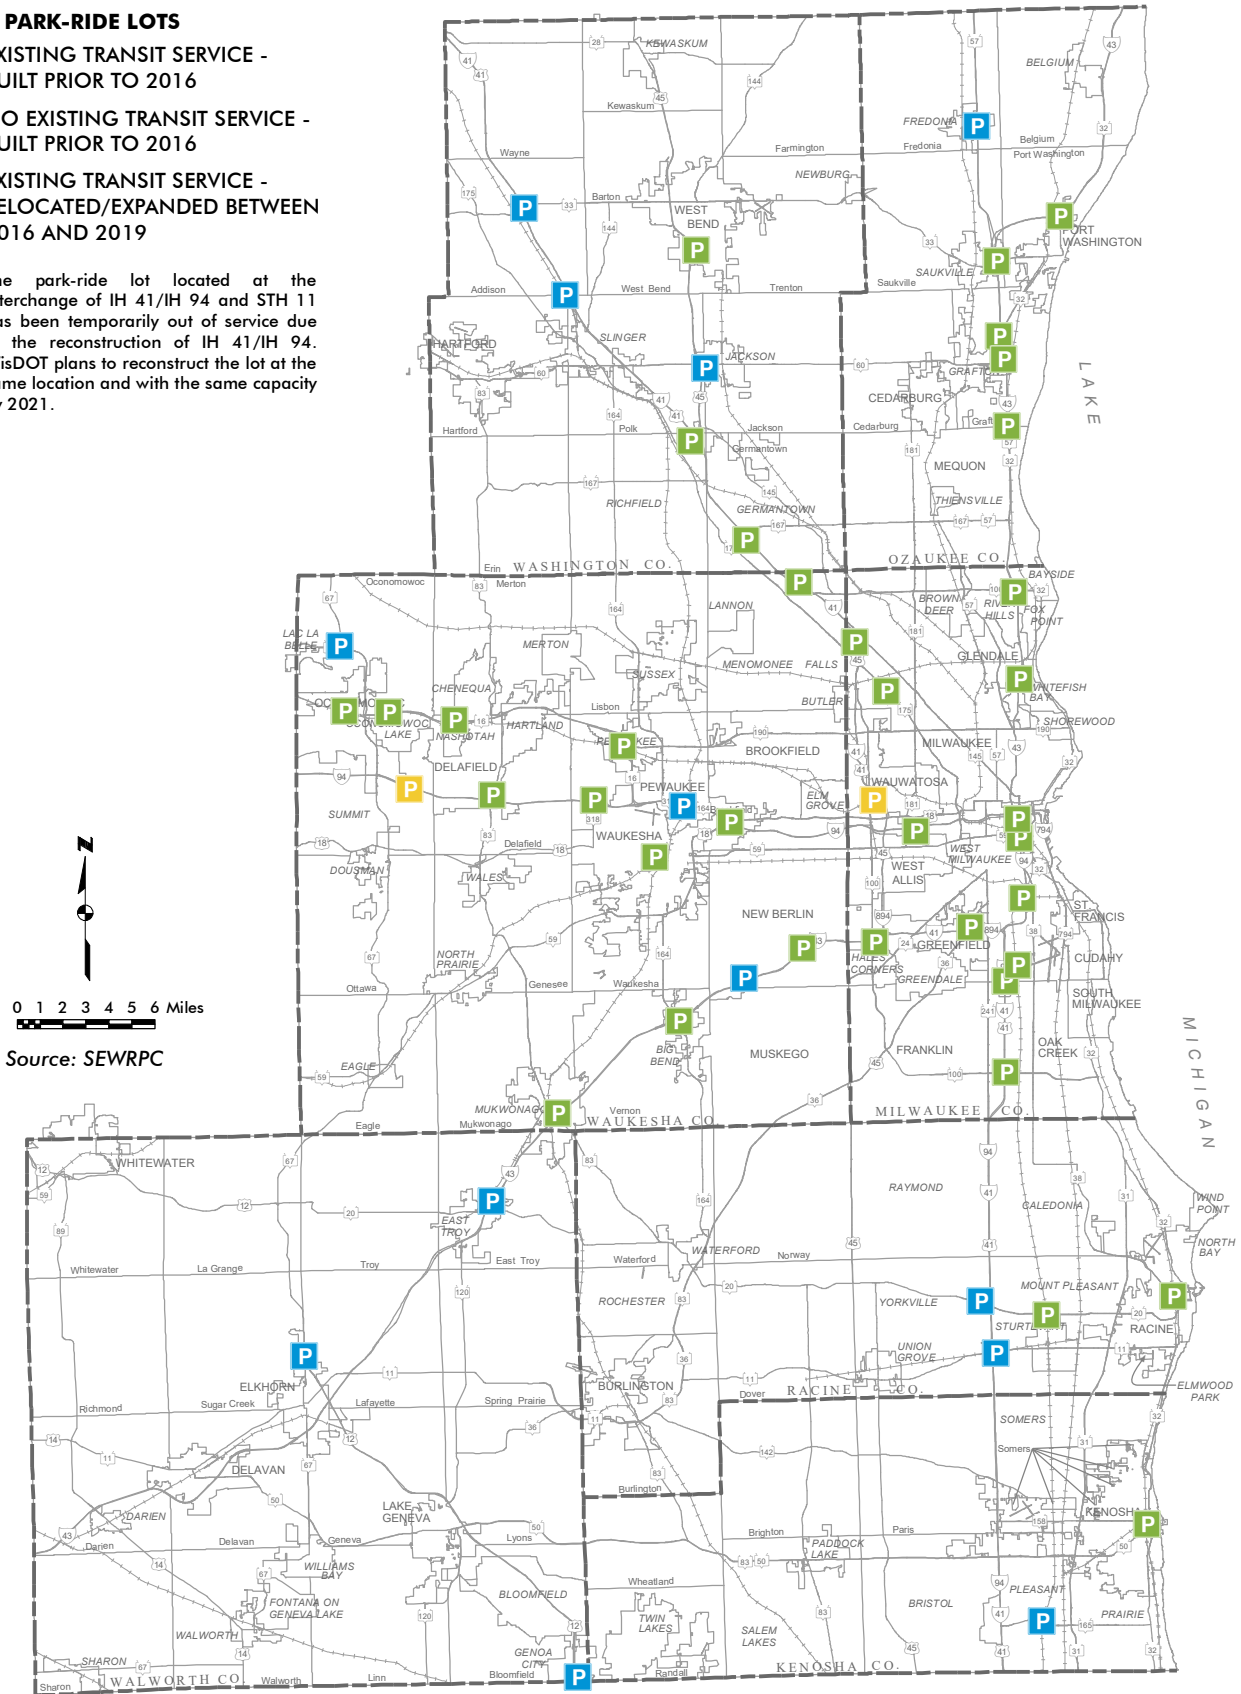 PARK-RIDE LOTS
XISTING TRANSIT SERVICE -
UILT PRIOR TO 2016
O EXISTING TRANSIT SERVICE -
UILT PRIOR TO 2016
XISTING TRANSIT SERVICE -
ELOCATED/EXPANDED BETWEEN
016 AND 2019
he park-ride lot located at the
terchange of IH 41/IH 94 and STH 11
as been temporarily out of service due
the reconstruction of IH 41/IH 94.
isDOT plans to reconstruct the lot at the
ame location and with the same capacity
y 2021.
N
0 1 2 3 4 5 6 Miles
Source: SEWRPC
KEWASKUM
Kewaskum
Wayne
Farmington
NEWBURG
Barton
WEST
BEND
Addison
West Bend
Trenton
SLINGER
HARTFORD
JACKSON
Hartford
Polk
Jackson
Germantown
RICHFIELD
GERMANTOWN
Erin
WASHINGTON CO.
BELGIUM
FREDONIA
Fredonia
Belgium
Port Washington
PORT
WASHINGTON
SAUKVILLE
Saukville
GRAFTON
CEDARBURG
Cedarburg
MEQUON
THIENSVILLE
OZAUKEE CO.
LAKE
MICHIGAN
Oconomowoc
Merton
LAC LA
BELLE
MERTON
LANNON
SUSSEX
MENOMONEE FALLS
CHENEQUA
OCONOMOWOC
LAKE
NASHOTAH
HARTLAND
Lisbon
BUTLER
DELAFIELD
BROOKFIELD
PEWAUKEE
ELM
GROVE
SUMMIT
WAUKESHA
Delafield
DOUSMAN
WALES
NEW BERLIN
NORTH
PRAIRIE
Ottawa
Genesee
Waukesha
BIG
BEND
MUSKEGO
EAGLE
MUKWONAGO
Vernon
Eagle
Mukwonago
WAUKESHA CO.
BAYSIDE
BROWN
DEER
RIVER
HILLS
FOX
POINT
GLENDALE
WHITEFISH
BAY
SHOREWOOD
MILWAUKEE
WAUWATOSA
WEST
MILWAUKEE
WEST
ALLIS
ST.
FRANCIS
GREENFIELD
HALES
CORNERS
GREENDALE
CUDAHY
SOUTH
MILWAUKEE
FRANKLIN
OAK
CREEK
MILWAUKEE CO.
WHITEWATER
EAST
TROY
Whitewater
La Grange
Troy
East Troy
ELKHORN
Richmond
Sugar Creek
Lafayette
Spring Prairie
DELAVAN
LAKE
GENEVA
DARIEN
Darien
Delavan
Geneva
Lyons
WILLIAMS
BAY
FONTANA ON
GENEVA LAKE
BLOOMFIELD
WALWORTH
SHARON
Sharon
WALWORTH CO.
Walworth
Linn
GENOA
CITY
Bloomfield
RAYMOND
CALEDONIA
WIND
POINT
NORTH
BAY
Waterford
WATERFORD
Norway
ROCHESTER
YORKVILLE
MOUNT PLEASANT
STURTEVANT
RACINE
UNION
GROVE
ELMWOOD
PARK
BURLINGTON
Dover
RACINE CO.
Burlington
SOMERS
Somers
KENOSHA
Brighton
Paris
PADDOCK
LAKE
Wheatland
TWIN
LAKES
SALEM
LAKES
BRISTOL
PLEASANT
PRAIRIE
Randall
KENOSHA CO.